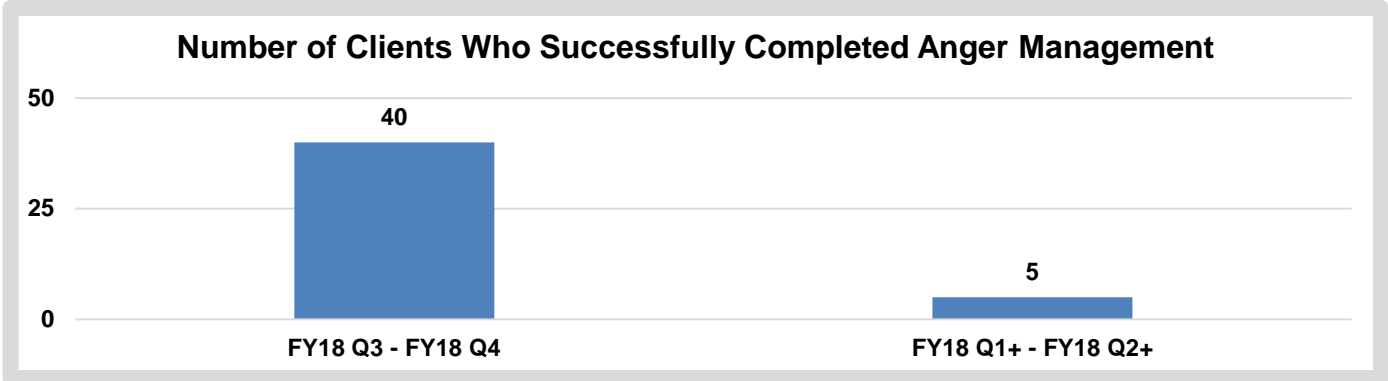 Number of Clients Who Successfully Completed Anger Management
50
40
25
5
0
FY18 Q3 - FY18 Q4
FY18 Q1+ - FY18 Q2+